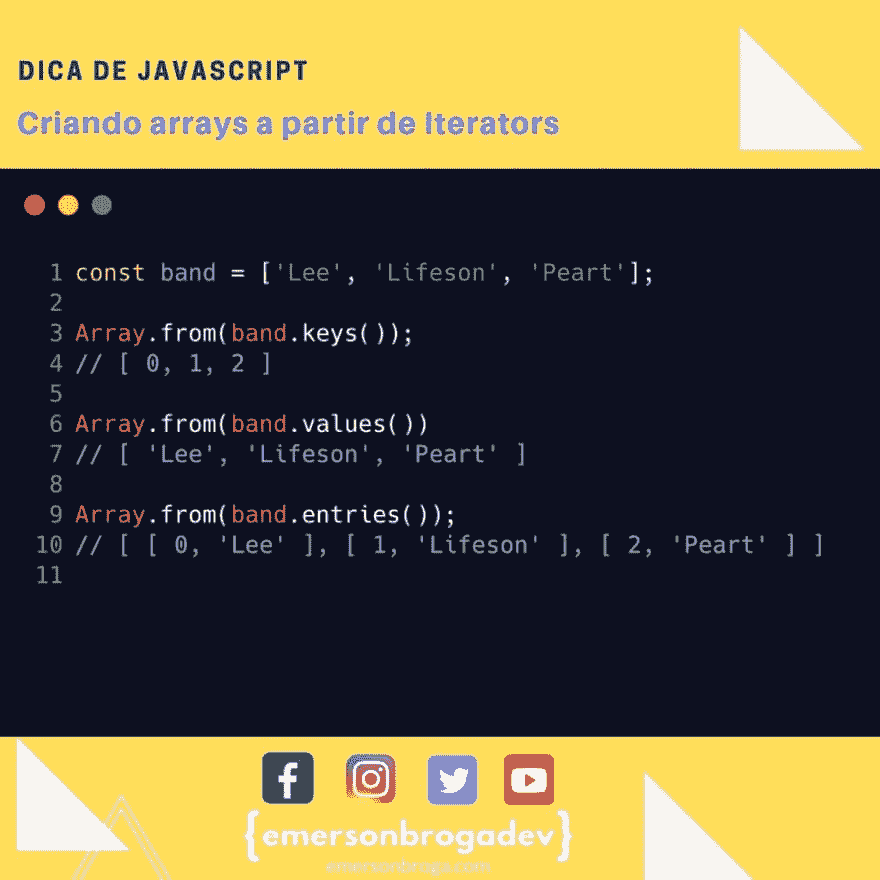 DICA DE JAVASCRIPT
Criando arrays a partir de Iterators
1 const band = ['Lee', 'Lifeson', 'Peart'];
2
3 Array.from(band.keys());
4 // [ 0, 1, 2 ]
5
6 Array.from(band.values())
7 // [ 'Lee', 'Lifeson', 'Peart' ]
8
9 Array.from(band.entries());
10 // [ [ 0, 'Lee' ], [ 1, 'Lifeson' ], [ 2, 'Peart' ] ]
11
{emersonbrogadev}